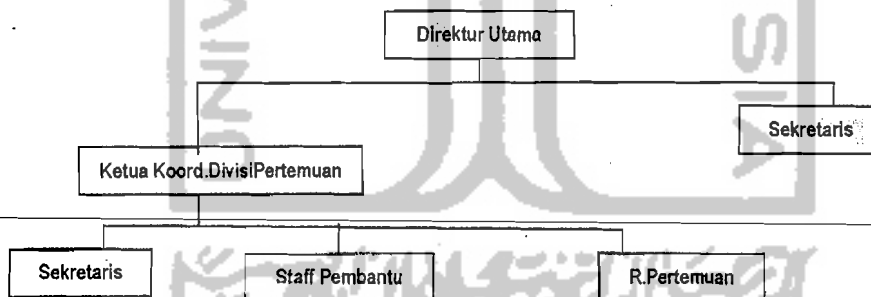 Direktur Utama
Sekretaris
Ketua Koord.DivisiPertemuan
Sekretaris
Staff Pembantu
R.Pertemuan